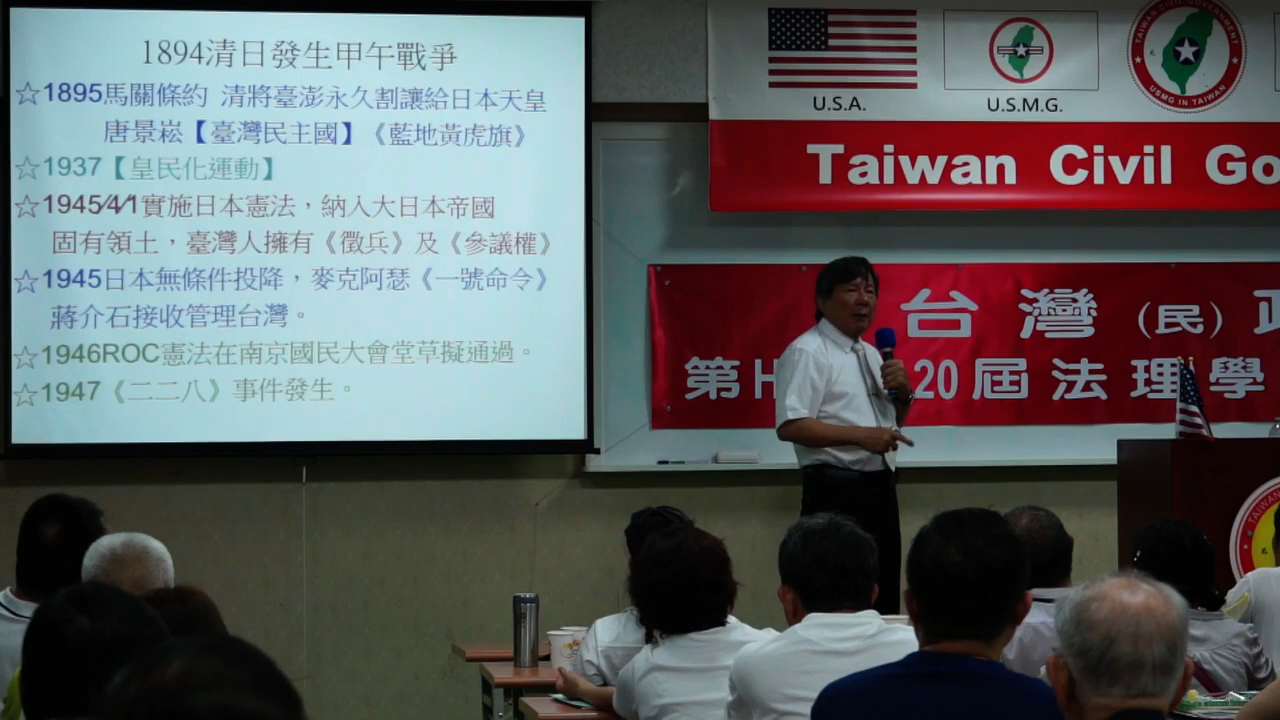 1894清日發生甲午戰爭
☆1895馬關條約 清將臺澎永久割讓給日本天皇
唐景崧【臺灣民主國】《藍地黃虎旗》
☆1937【皇民化運動】
☆1945/4/1實施日本憲法，納入大日本帝國
固有領土，臺灣人擁有《徵兵》及《參議權》
☆1945日本無條件投降，麥克阿瑟《一號命令》
蔣介石接收管理台灣。
☆1946ROC憲法在南京國民大會堂草擬通過。
☆1947《二二八》事件發生。
U.S.A.
U.S.M.G.
TAIWAN CIVIL GOVERNMENT
USMG IN TAIWAN
Taiwan Civil Go
台灣(民)政
第H 20屆法理學
TAIWAN